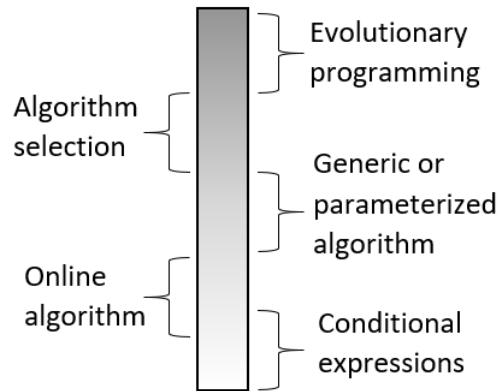 Evolutionary
programming
Algorithm
selection
Generic or
parameterized
algorithm
Online
algorithm
Conditional
expressions